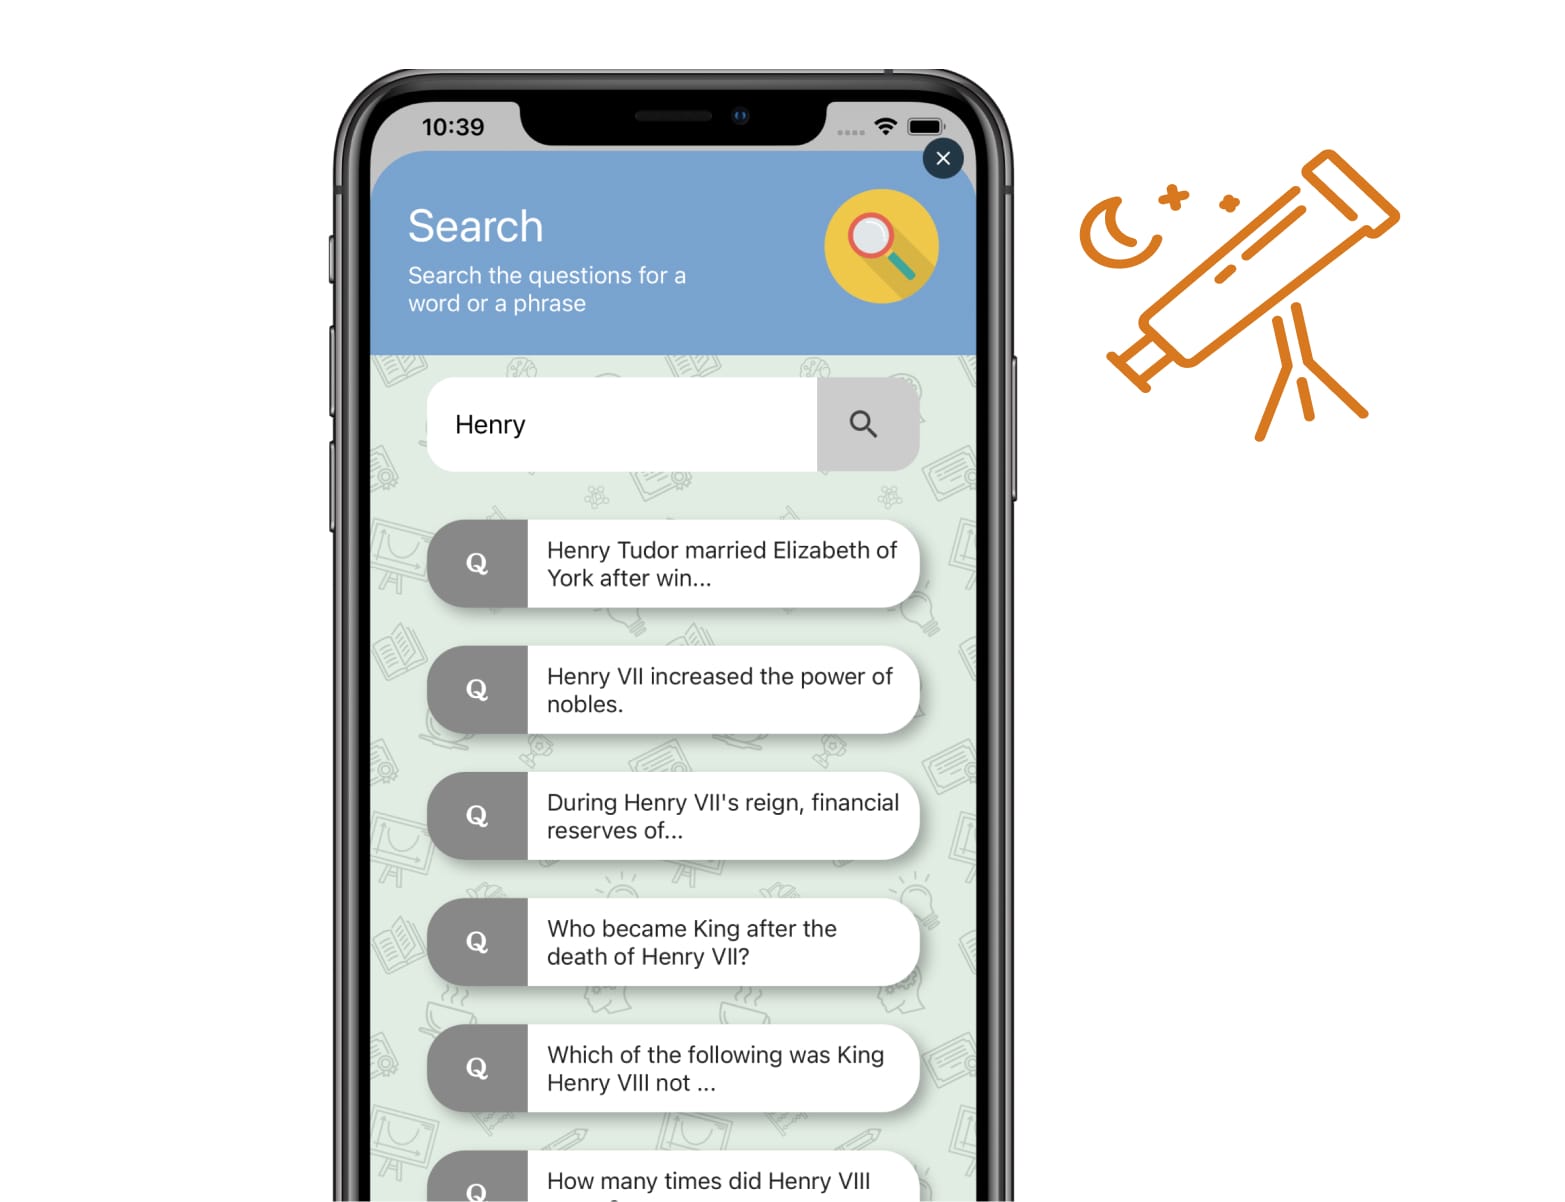 10:39
Search
Search the questions for a
word or a phrase
Henry
Q
Henry Tudor married Elizabeth of
York after win...
Q
Henry VII increased the power of
nobles.
Q
During Henry VII's reign, financial
reserves of...
Q
Who became King after the
death of Henry VII?
Q
Which of the following was King
Henry VIII not ...
Q
How many times did Henry VIII